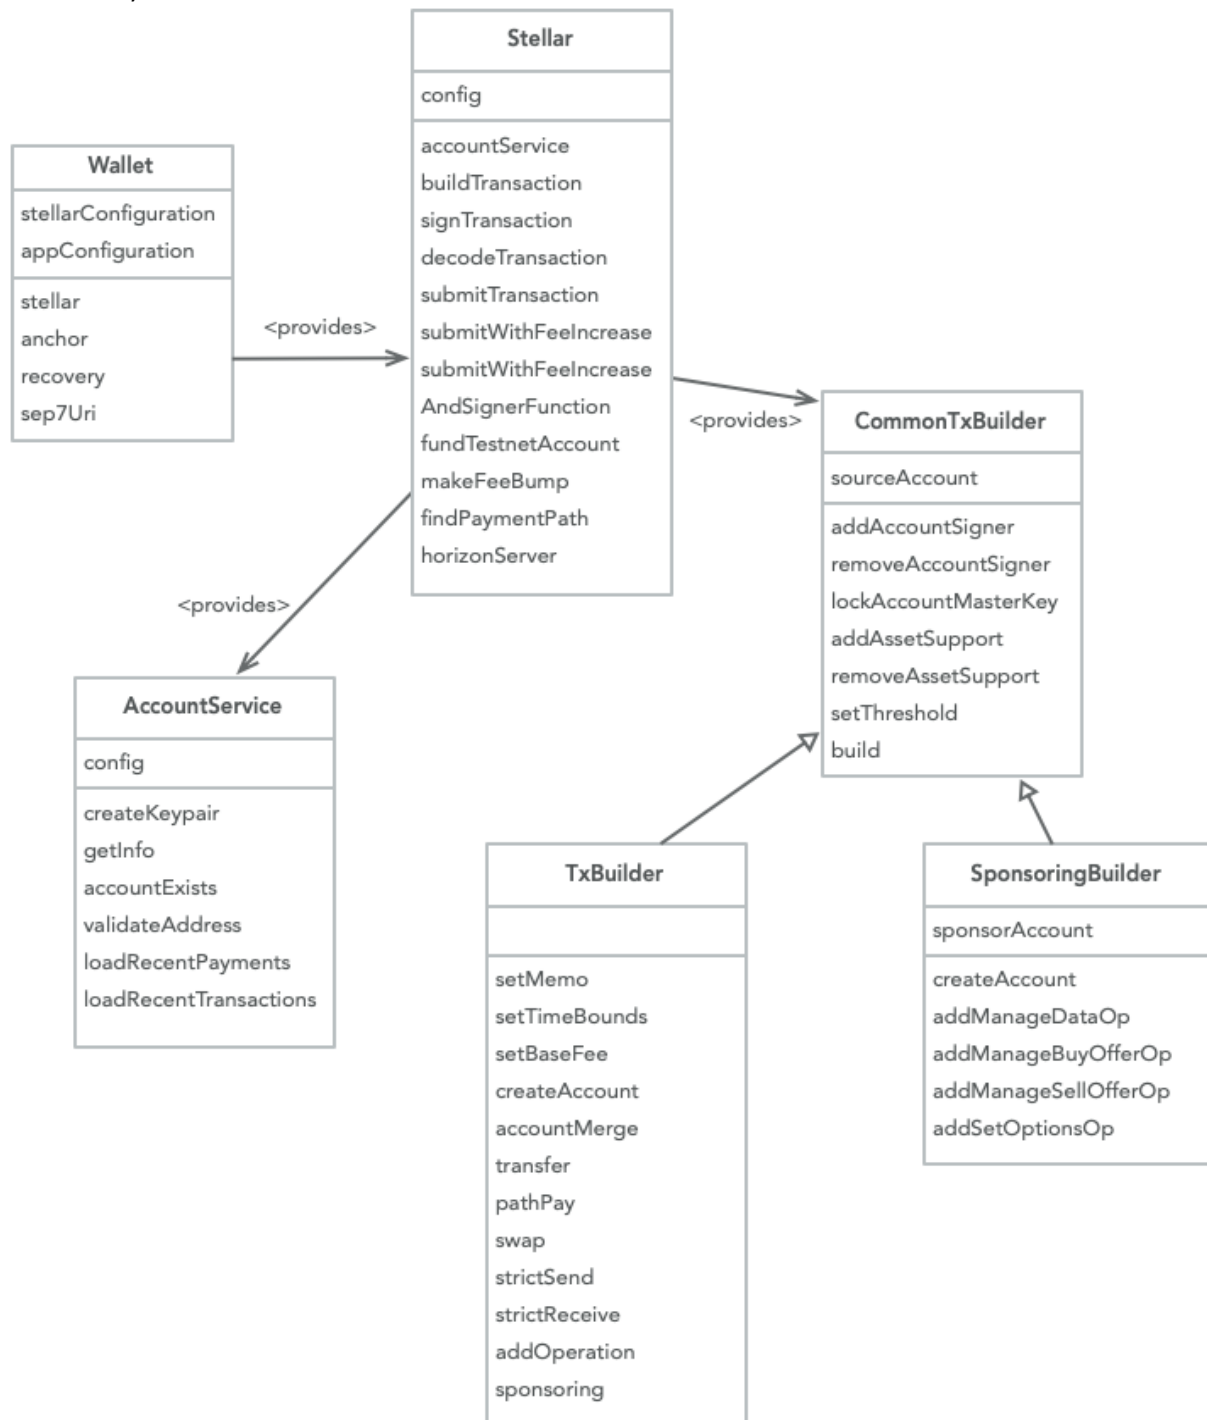 Stellar
config
accountService
buildTransaction
signTransaction
decodeTransaction
submitTransaction
submitWithFeeIncrease
submitWithFeeIncrease
AndSignerFunction
fundTestnetAccount
makeFeeBump
findPaymentPath
horizonServer
Wallet
stellarConfiguration
appConfiguration
stellar
anchor
recovery
sep7Uri
<provides>
<provides>
<provides>
CommonTxBuilder
sourceAccount
addAccountSigner
removeAccountSigner
lockAccountMasterKey
addAssetSupport
removeAssetSupport
setThreshold
build
AccountService
config
createKeypair
getInfo
accountExists
validateAddress
loadRecentPayments
loadRecentTransactions
TxBuilder
setMemo
setTimeBounds
setBaseFee
createAccount
accountMerge
transfer
pathPay
swap
strictSend
strictReceive
addOperation
sponsoring
SponsoringBuilder
sponsorAccount
createAccount
addManageDataOp
addManageBuyOfferOp
addManageSellOfferOp
addSetOptionsOp